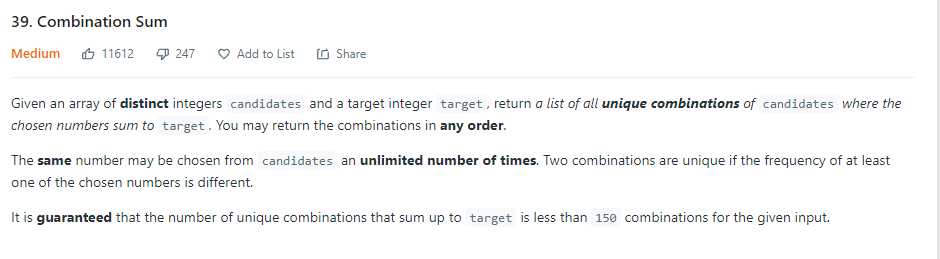 39. Combination Sum
Medium 11612 247 Add to List Share
Given an array of distinct integers candidates and a target integer target, return a list of all unique combinations of candidates where the
chosen numbers sum to target. You may return the combinations in any order.
The same number may be chosen from candidates an unlimited number of times. Two combinations are unique if the frequency of at least
one of the chosen numbers is different.
It is guaranteed that the number of unique combinations that sum up to target is less than 150 combinations for the given input.